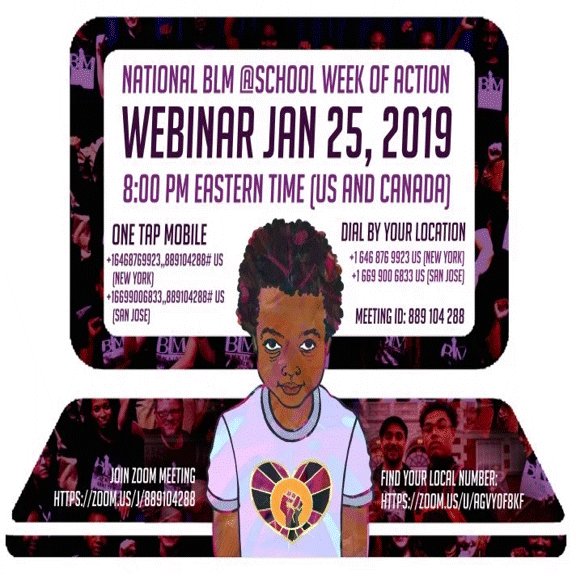 NATIONAL BLM @SCHOOL WEEK OF ACTION
WEBINAR JAN 25, 2019
8:00 PM EASTERN TIME (US AND CANADA)
ONE TAP MOBILE
+16468769923,,889104288# US
(NEW YORK)
+16699006833,,889104288# US
(SAN JOSE)
DIAL BY YOUR LOCATION
+1 646 876 9923 US (NEW YORK)
+1 669 900 6833 US (SAN JOSE)
MEETING ID: 889 104 288
BLM
BLM
JOIN ZOOM MEETING
HTTPS://ZOOM.US/J/889104288
FIND YOUR LOCAL NUMBER:
HTTPS://ZOOM.US/U/AGVYOF8KF